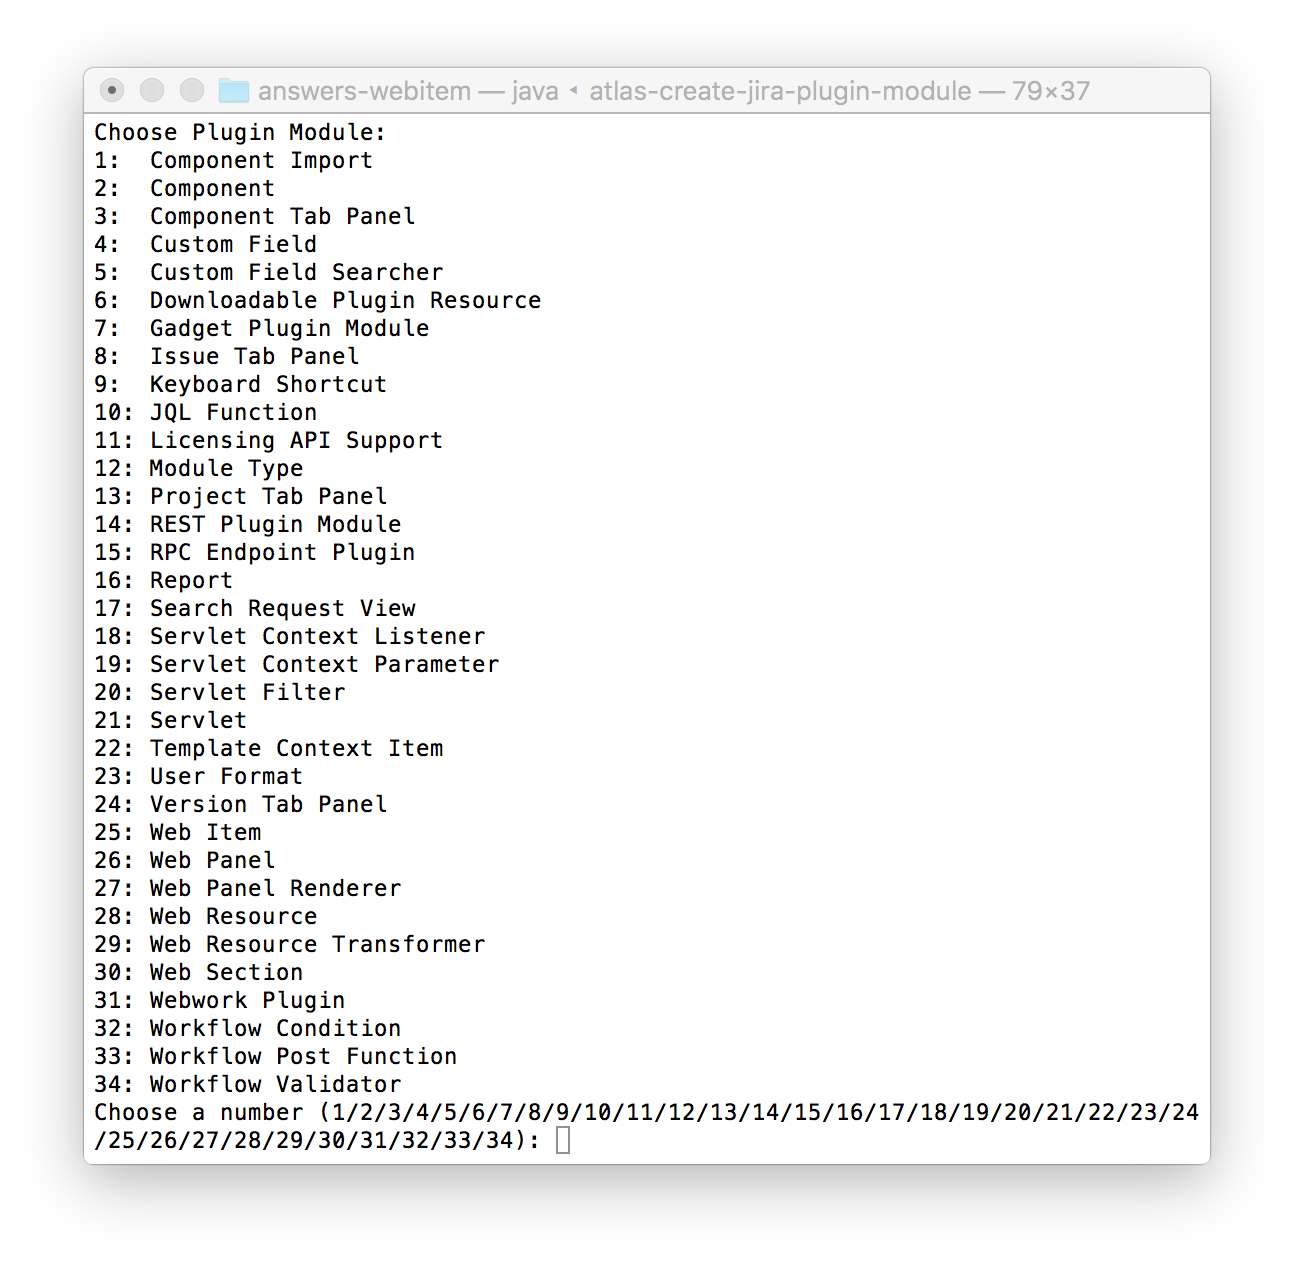 answers-webitem — java ◂ atlas-create-jira-plugin-module — 79×37
Choose Plugin Module:
1:  Component Import
2:  Component
3:  Component Tab Panel
4:  Custom Field
5:  Custom Field Searcher
6:  Downloadable Plugin Resource
7:  Gadget Plugin Module
8:  Issue Tab Panel
9:  Keyboard Shortcut
10: JQL Function
11: Licensing API Support
12: Module Type
13: Project Tab Panel
14: REST Plugin Module
15: RPC Endpoint Plugin
16: Report
17: Search Request View
18: Servlet Context Listener
19: Servlet Context Parameter
20: Servlet Filter
21: Servlet
22: Template Context Item
23: User Format
24: Version Tab Panel
25: Web Item
26: Web Panel
27: Web Panel Renderer
28: Web Resource
29: Web Resource Transformer
30: Web Section
31: Webwork Plugin
32: Workflow Condition
33: Workflow Post Function
34: Workflow Validator
Choose a number (1/2/3/4/5/6/7/8/9/10/11/12/13/14/15/16/17/18/19/20/21/22/23/24
/25/26/27/28/29/30/31/32/33/34):